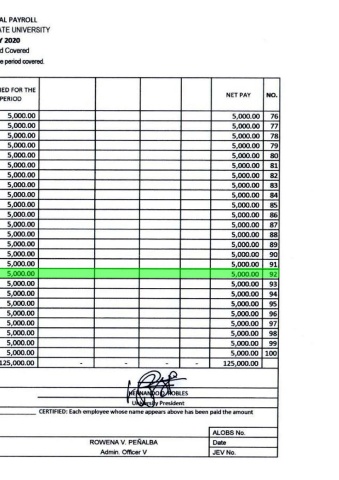 AL PAYROLL
ATE UNIVERSITY
Y 2020
d Covered
e period covered.
IED FOR THE PERIOD NET PAY NO.
5,000.00 5,000.00 76
5,000.00 5,000.00 77
5,000.00 5,000.00 78
5,000.00 5,000.00 79
5,000.00 5,000.00 80
5,000.00 5,000.00 81
5,000.00 5,000.00 82
5,000.00 5,000.00 83
5,000.00 5,000.00 84
5,000.00 5,000.00 85
5,000.00 5,000.00 86
5,000.00 5,000.00 87
5,000.00 5,000.00 88
5,000.00 5,000.00 89
5,000.00 5,000.00 90
5,000.00 5,000.00 91
5,000.00 5,000.00 92
5,000.00 5,000.00 93
5,000.00 5,000.00 94
5,000.00 5,000.00 95
5,000.00 5,000.00 96
5,000.00 5,000.00 97
5,000.00 5,000.00 98
5,000.00 5,000.00 99
5,000.00 5,000.00 100
125,000.00 - - - - 125,000.00
HERNANDO D. ROBLES
University President
CERTIFIED: Each employee whose name appears above has been paid the amount
ALOBS No.
ROWENA V. PEÑALBA Date
Admin. Officer V JEV No.